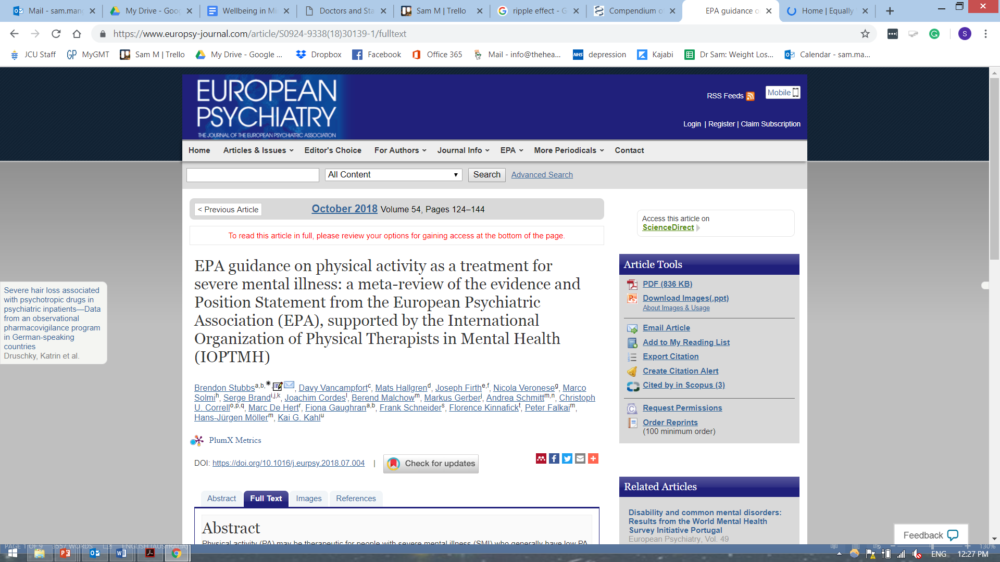 Mail - sam.man
My Drive - Goo
Wellbeing in Mi
Doctors and Sta
Sam M | Trello
ripple effect - G
Compendium o
EPA guidance o
Home | Equally
https://www.europsy-journal.com/article/S0924-9338(18)30139-1/fulltext
S
JCU Staff
MyGMT
Sam M | Trello
My Drive - Google ...
Dropbox
Facebook
Office 365
Mail - info@thehea...
NHS depression
Kajabi
Dr Sam: Weight Los...
Calendar - sam.ma...
EUROPEAN
PSYCHIATRY
THE JOURNAL OF THE EUROPEAN PSYCHIATRIC ASSOCIATION
RSS Feeds
Mobile
Login | Register | Claim Subscription
Home Articles & Issues Editor's Choice For Authors Journal Info EPA More Periodicals Contact
All Content
Search
Advanced Search
< Previous Article
October 2018 Volume 54, Pages 124–144
To read this article in full, please review your options for gaining access at the bottom of the page.
EPA guidance on physical activity as a treatment for
severe mental illness: a meta-review of the evidence and
Position Statement from the European Psychiatric
Association (EPA), supported by the International
Organization of Physical Therapists in Mental Health
(IOPTMH)
Brendon Stubbs a,b,*, Davy Vancampfort c, Mats Hallgren d, Joseph Firth e,f, Nicola Veronese g, Marco
Solmi h, Serge Brand i,j,k, Joachim Cordes l, Berend Malchow m, Markus Gerber j, Andrea Schmitt m,n, Christoph
U. Correll o,p,q, Marc De Hert r, Fiona Gaughran a,b, Frank Schneider s, Florence Kinnafick t, Peter Falkai m,
Hans-Jürgen Möller m, Kai G. Kahl u
PlumX Metrics
DOI: https://doi.org/10.1016/j.eurpsy.2018.07.004 |
Check for updates
Abstract
Full Text
Images
References
Abstract
Physical activity (PA) may be therapeutic for people with severe mental illness (SMI) who generally have low PA
Severe hair loss associated
with psychotropic drugs in
psychiatric inpatients—Data
from an observational
pharmacovigilance program
in German-speaking
countries
Druschky, Katrin et al.
Access this article on
ScienceDirect
Article Tools
PDF (836 KB)
Download Images(.ppt)
About Images & Usage
Email Article
Add to My Reading List
Export Citation
Create Citation Alert
Cited by in Scopus (3)
Request Permissions
Order Reprints
(100 minimum order)
Related Articles
Disability and common mental disorders:
Results from the World Mental Health
Survey Initiative Portugal
European Psychiatry, Vol. 49
Feedback
PAGE 1 OF 9 3557 WORDS ENGLISH (AUSTRALIA)
130%
ENG 12:27 PM